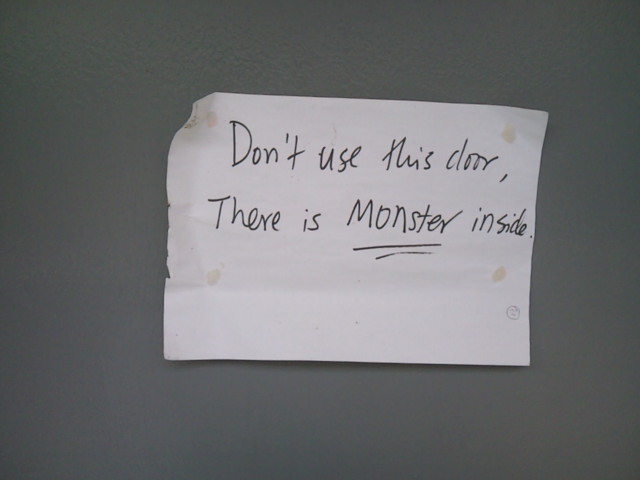 Don't use this door,
There is Monster inside.